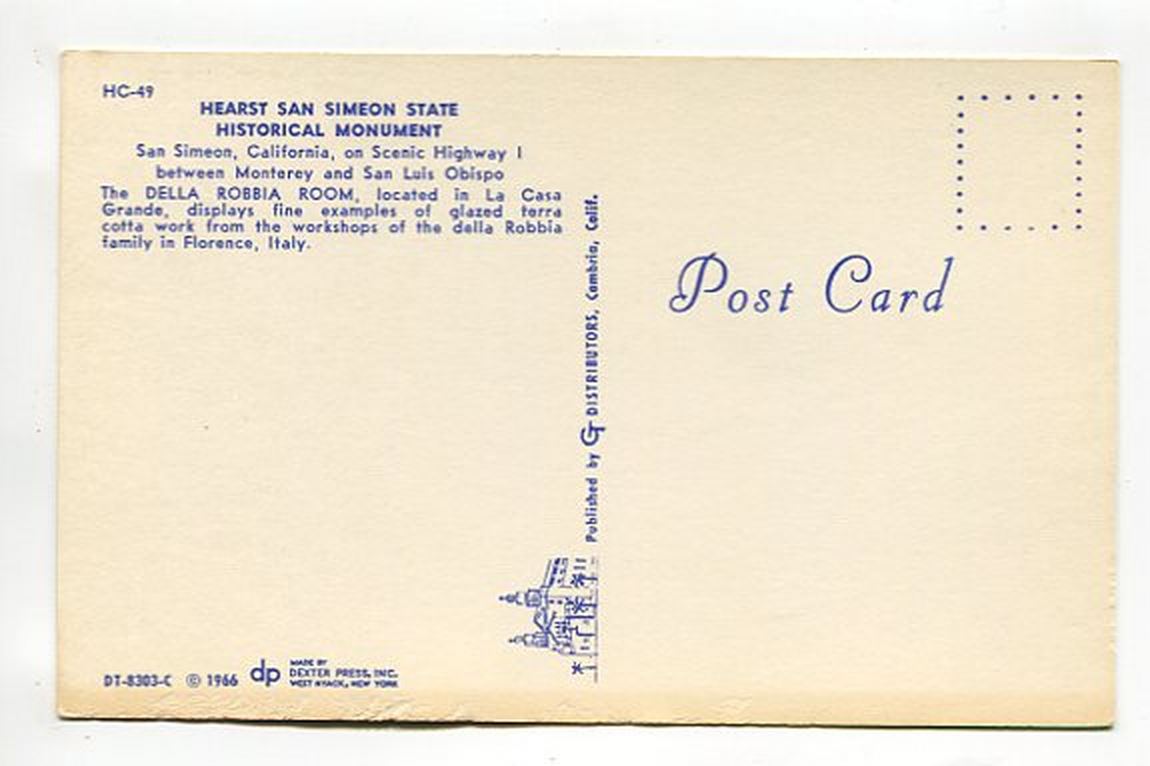 HC-49
HEARST SAN SIMEON STATE
HISTORICAL MONUMENT
San Simeon, California, on Scenic Highway 1
between Monterey and San Luis Obispo
The DELLA ROBBIA ROOM, located in La Casa
Grande, displays fine examples of glazed terra
cotta work from the workshops of the della Robbia
family in Florence, Italy.
Published by GT DISTRIBUTORS, Cambria, Calif.
Post Card
DT-8303-C © 1966 dp
MADE BY
DEXTER PRESS, INC.
WEST NYACK, NEW YORK